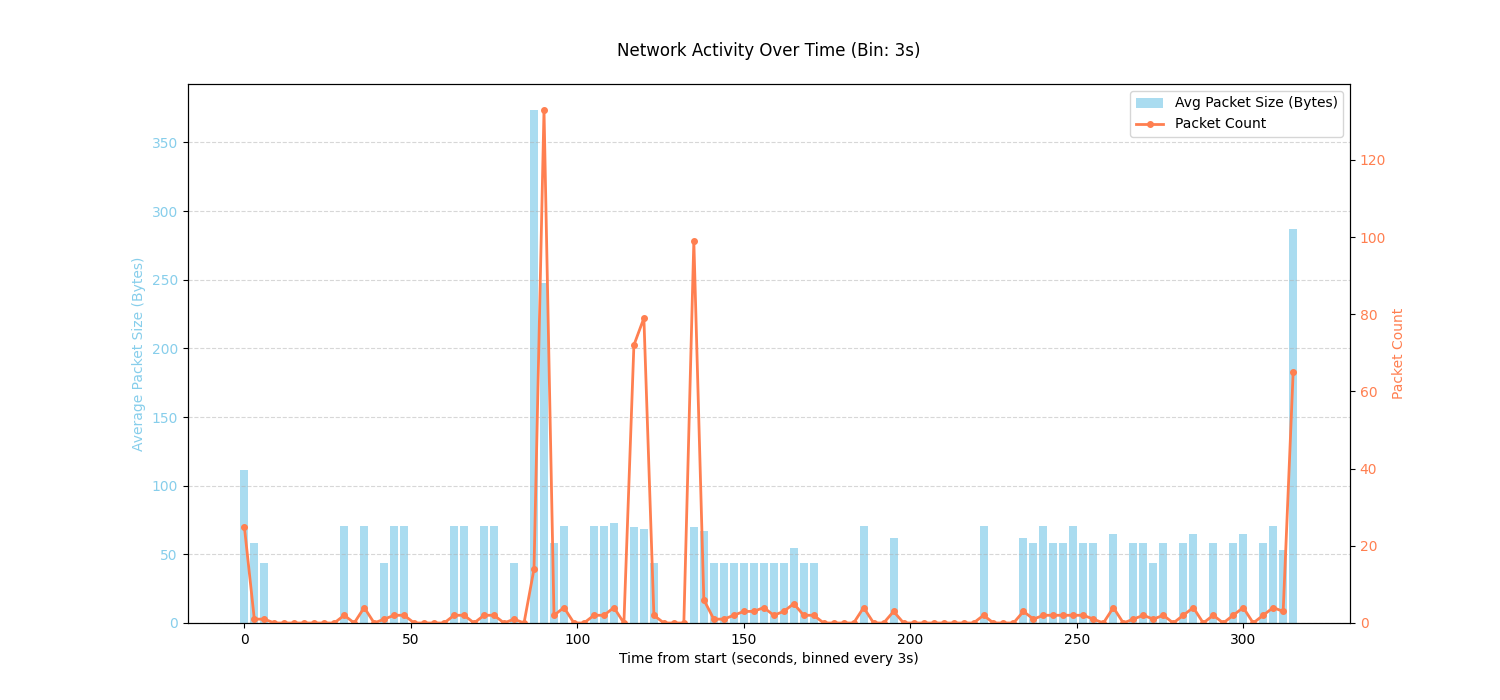 Network Activity Over Time (Bin: 3s)
Avg Packet Size (Bytes)
Packet Count
350
300
250
200
150
100
50
0
Average Packet Size (Bytes)
120
100
80
60
40
20
0
Packet Count
0 50 100 150 200 250 300
Time from start (seconds, binned every 3s)